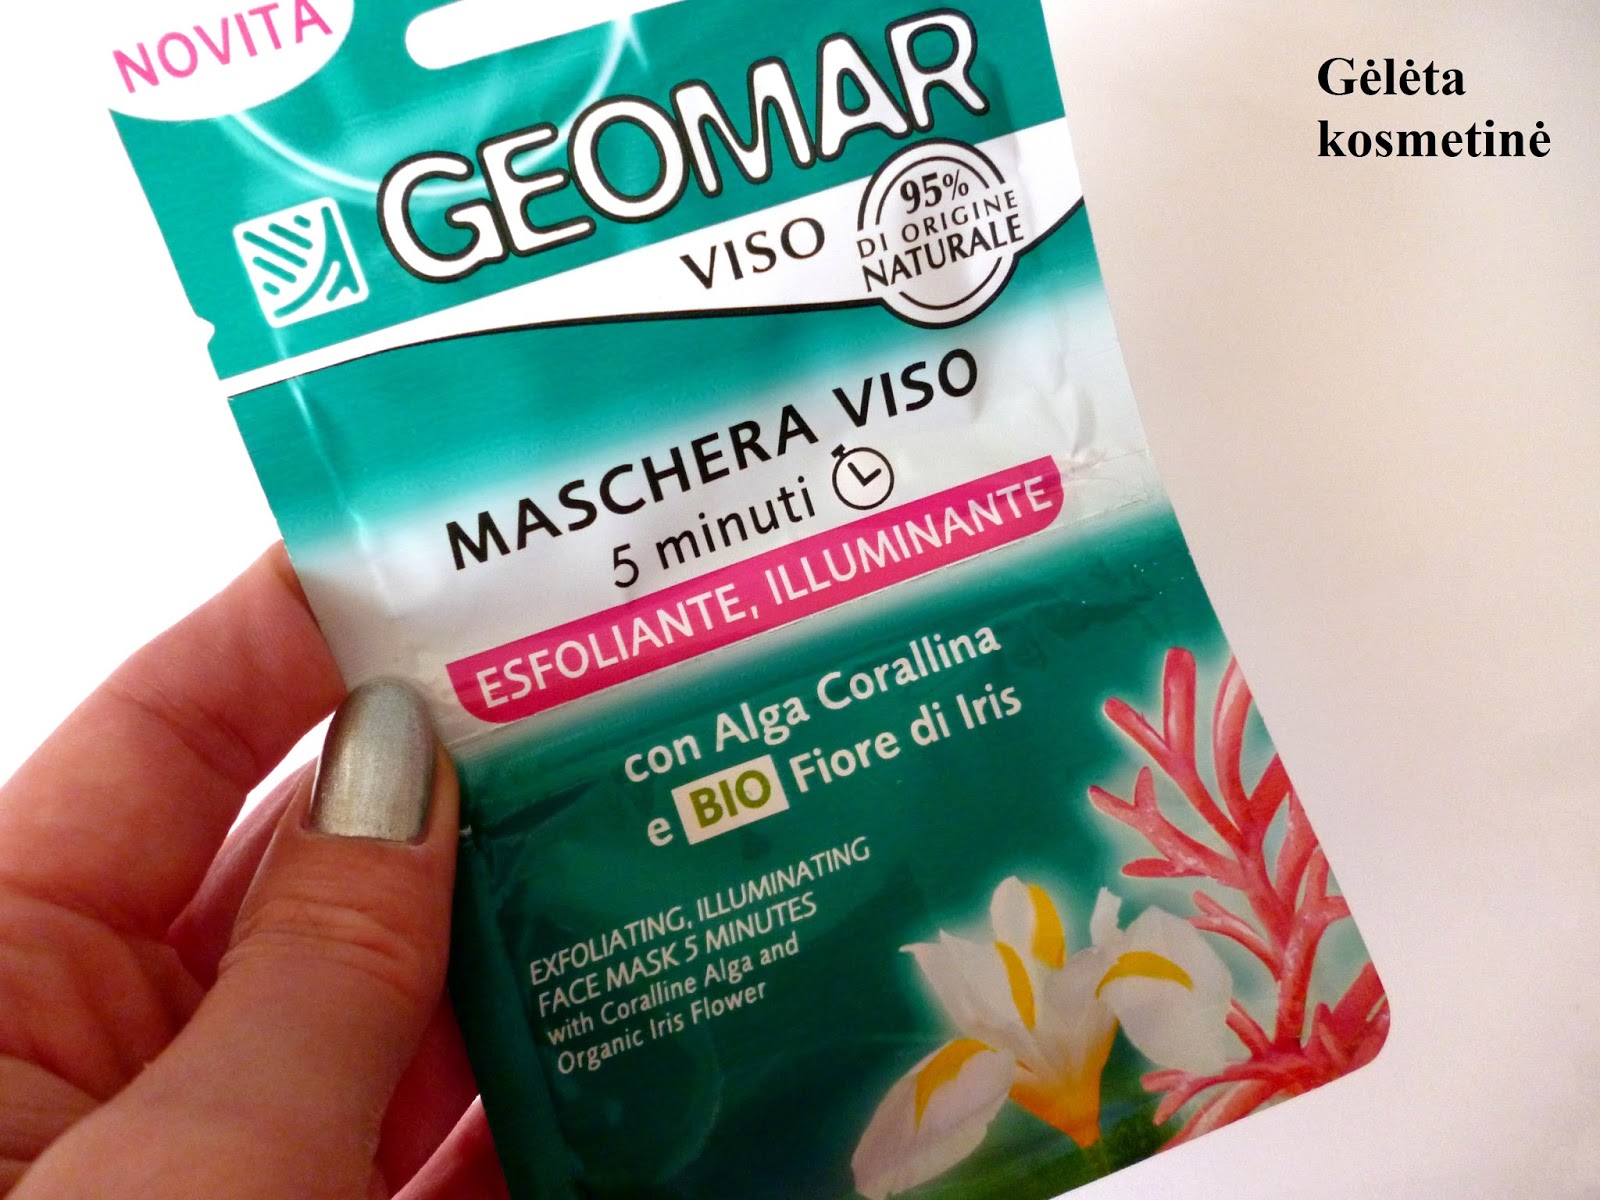 NOVITÀ
GEOMAR
VISO
95%
DI ORIGINE
NATURALE
MASCHERA VISO
5 minuti
ESFOLIANTE, ILLUMINANTE
con Alga Corallina
e BIO Fiore di Iris
EXFOLIATING, ILLUMINATING
FACE MASK 5 MINUTES
with Coralline Alga and
Organic Iris Flower
Gėlėta
kosmetinė